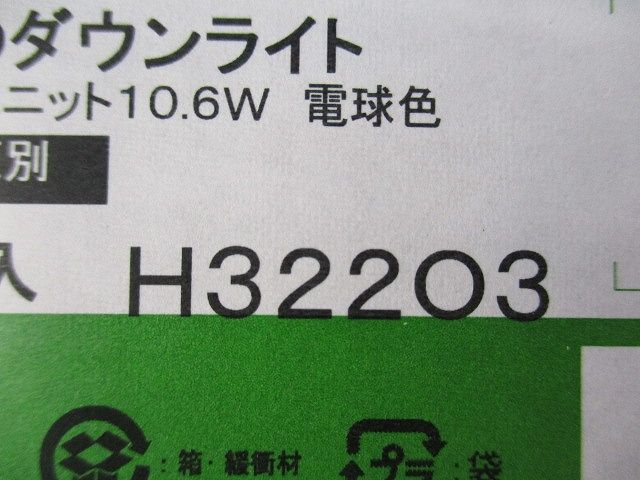 ダウンライト
ニット10.6W 電球色
別
入 H32203
:箱・緩衝材
プラ :袋